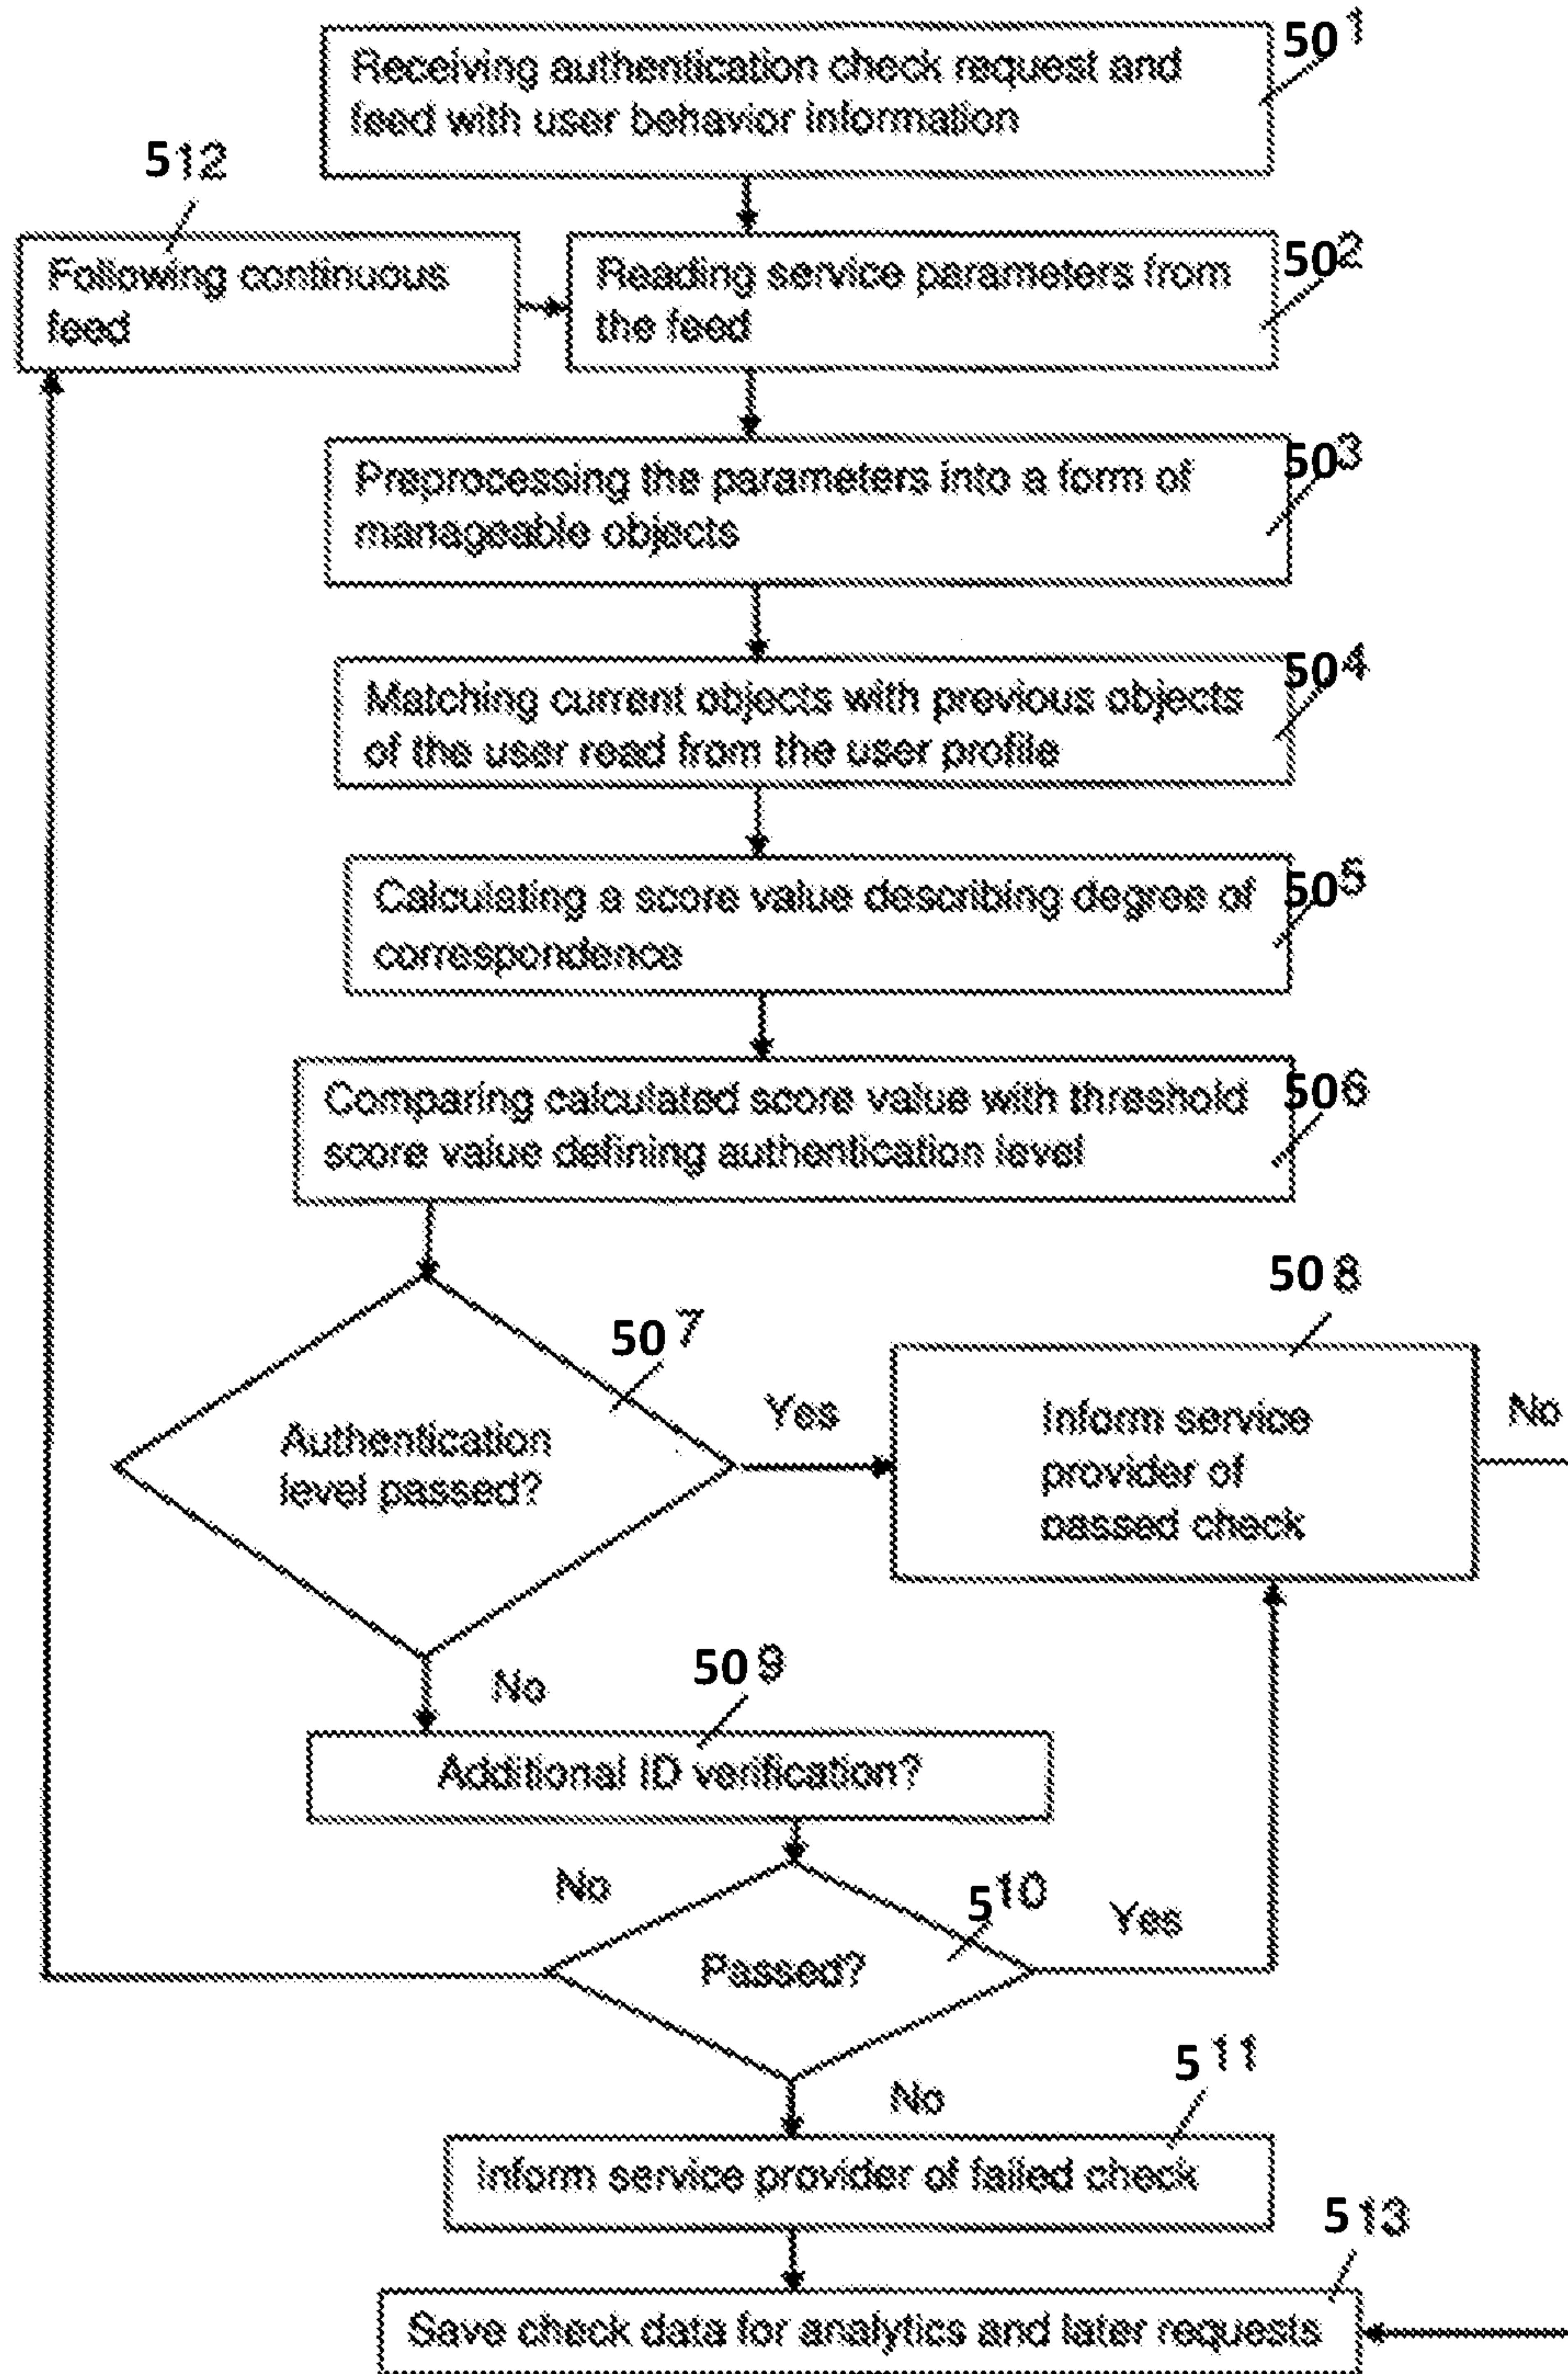 501
Receiving authentication check request and
feed with user behavior information
512
Following continuous
feed
502
Reading service parameters from
the feed
503
Preprocessing the parameters into a form of
manageable objects
504
Matching current objects with previous objects
of the user read from the user profile
505
Calculating a score value describing degree of
correspondence
506
Comparing calculated score value with threshold
score value defining authentication level
507
Authentication
level passed?
Yes
508
Inform service
provider of
passed check
No
No
509
Additional ID verification?
No
510
Passed?
Yes
No
511
Inform service provider of failed check
513
Save check data for analytics and later requests